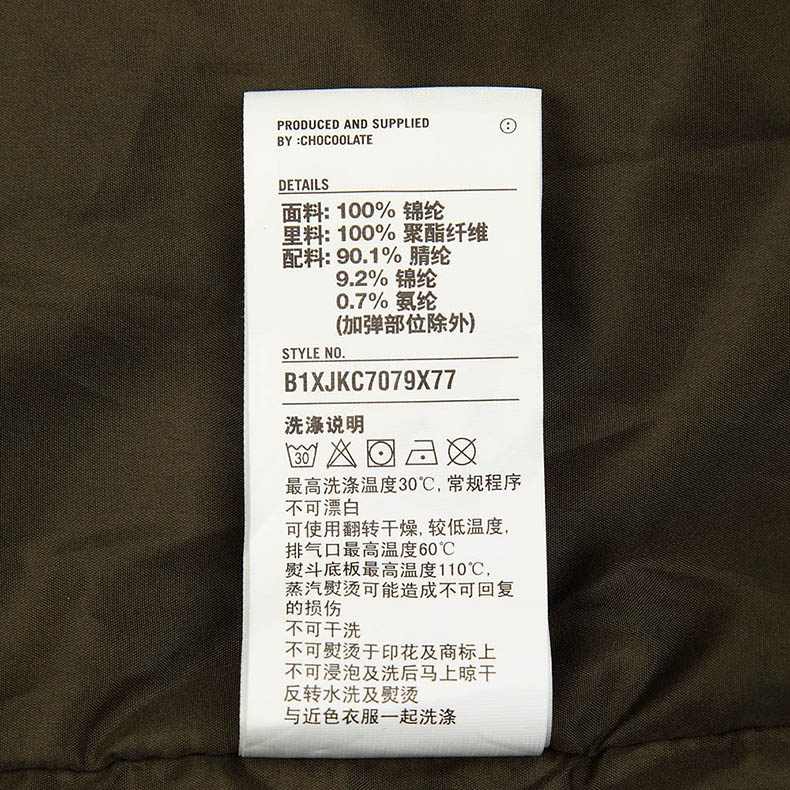 PRODUCED AND SUPPLIED
BY :CHOCOOLATE
DETAILS
面料: 100% 锦纶
里料: 100% 聚酯纤维
配料: 90.1% 腈纶
9.2% 锦纶
0.7% 氨纶
(加弹部位除外)
STYLE NO.
B1XJKC7079X77
洗涤说明
30
最高洗涤温度30℃, 常规程序
不可漂白
可使用翻转干燥, 较低温度,
排气口最高温度60℃
熨斗底板最高温度110℃,
蒸汽熨烫可能造成不可回复
的损伤
不可干洗
不可熨烫于印花及商标上
不可浸泡及洗后马上晾干
反转水洗及熨烫
与近色衣服一起洗涤